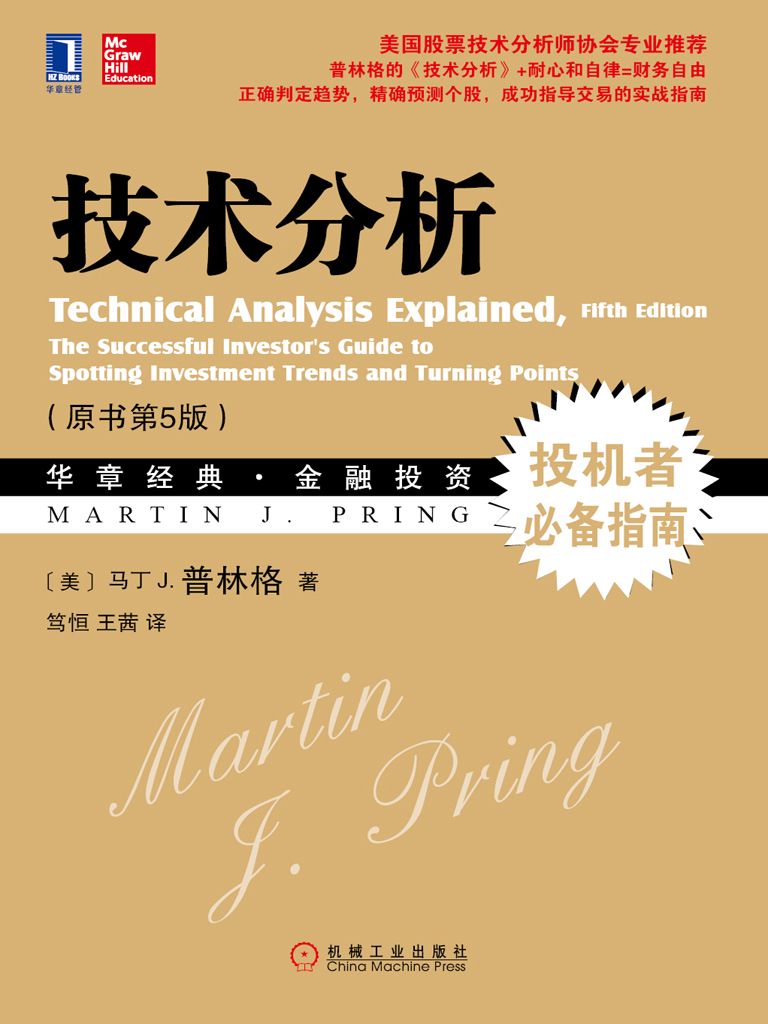 HZ Books
华章经管
Mc
Graw
Hill
Education
美国股票技术分析师协会专业推荐
普林格的《技术分析》+耐心和自律=财务自由
正确判定趋势，精确预测个股，成功指导交易的实战指南
技术分析
Technical Analysis Explained, Fifth Edition
The Successful Investor's Guide to
Spotting Investment Trends and Turning Points
（原书第5版）
华章经典·金融投资
MARTIN J. PRING
投机者
必备指南
〔美〕马丁 J. 普林格 著
笃恒 王茜 译
Martin
J. Pring
机械工业出版社
China Machine Press